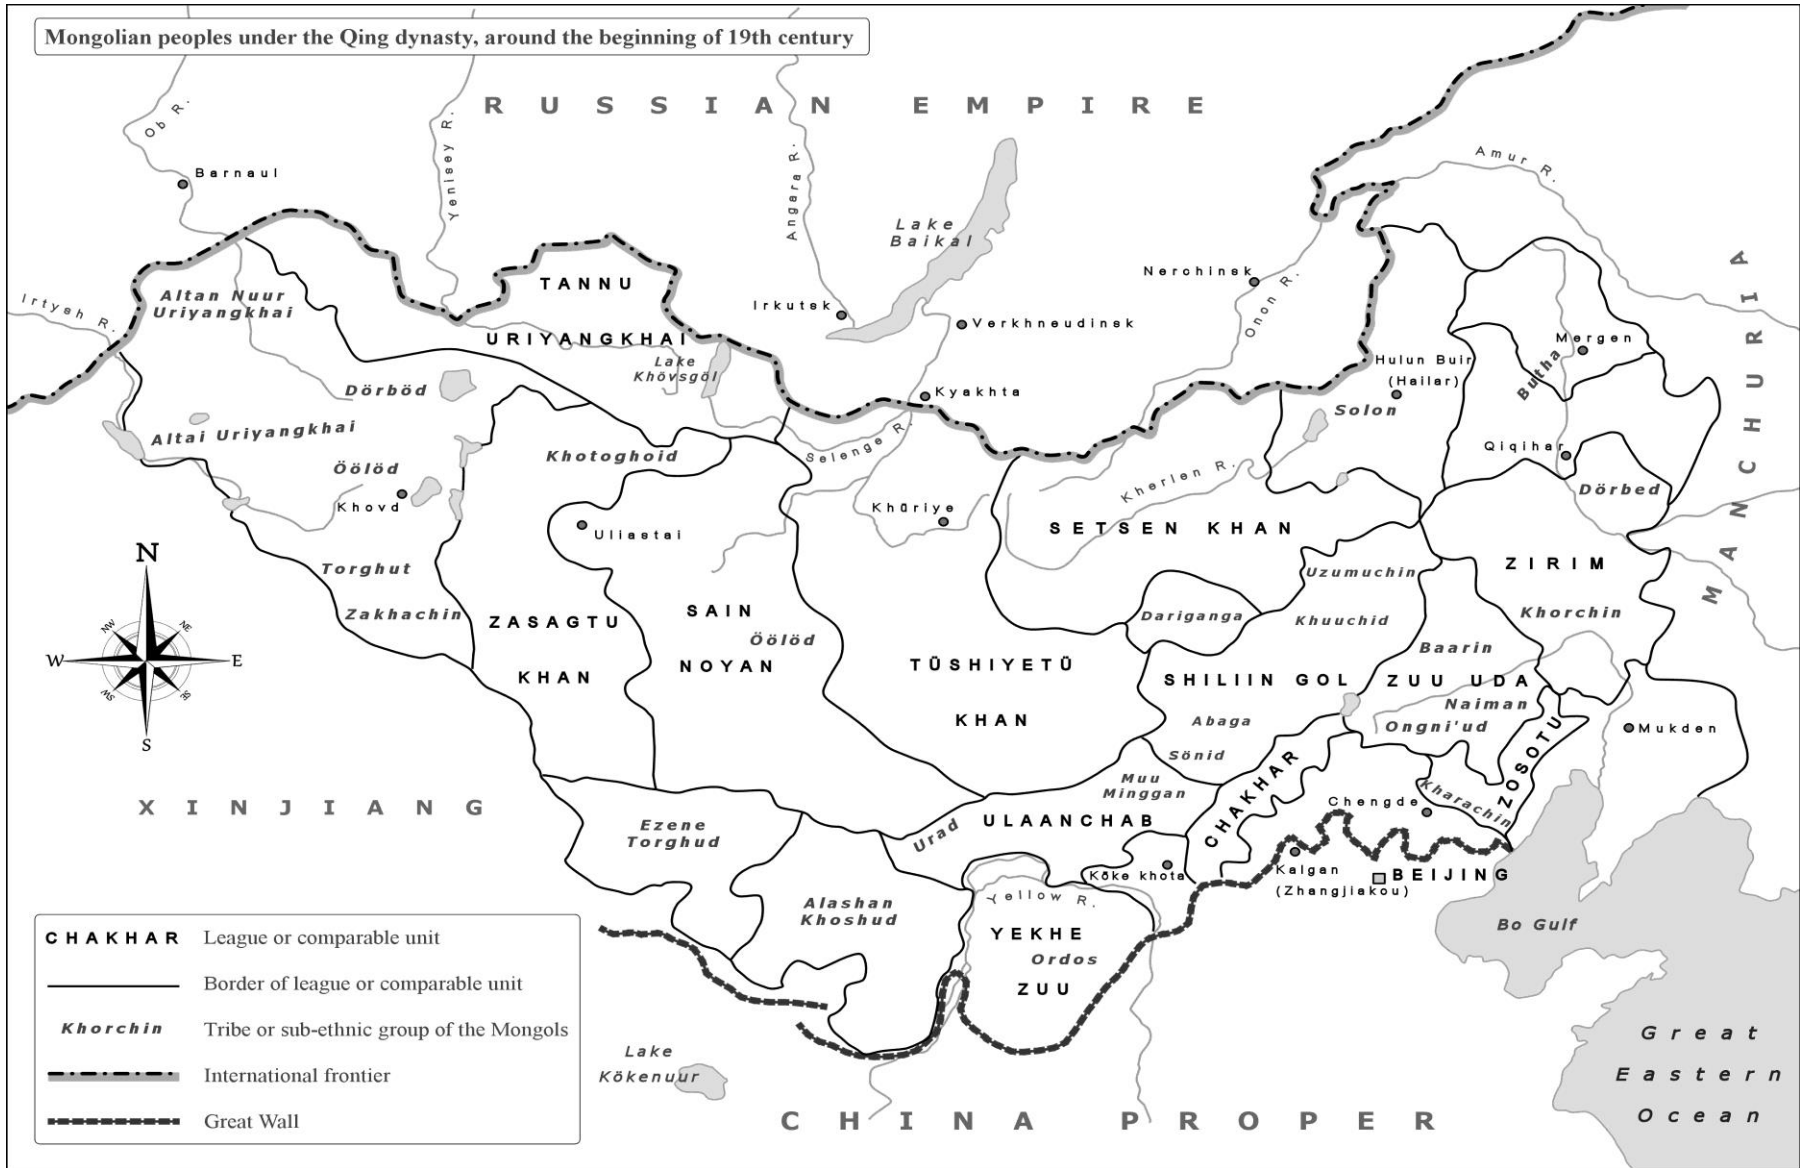 Mongolian peoples under the Qing dynasty, around the beginning of 19th century
RUSSIAN EMPIRE
Ob R.
Yenisey R.
Angara R.
Amur R.
Barnaul
Lake
Baikal
Nerchinsk
Onon R.
MANCHURIA
TANNU
URIYANGKHAI
Altan Nuur
Uriyangkhai
Irtysh R.
Irkutsk
Verkhneudinsk
Mergen
Butha
Hulun Buir
(Hailar)
Lake
Khövsgöl
Kyakhta
Dörböd
Solon
Altai Uriyangkhai
Selenge R.
Qiqihar
Khotoghoid
Öölöd
Kherlen R.
Dörbed
Khovd
Khüriye
Uliastai
SETSEN KHAN
ZIRIM
Torghut
Uzumuchin
Zakhachin
Dariganga
Khuuchid
Khorchin
ZASAGTU
KHAN
SAIN
Öölöd
NOYAN
Baarin
TÜSHIYETÜ
KHAN
SHILIIN GOL
ZUU UDA
Naiman
Ongni'ud
Abaga
Sönid
ZOSOTU
Mukden
N
NW
NE
W
E
SW
SE
S
XINJIANG
Muu
Minggan
CHAKHAR
Chengde
Kharachin
Ezene
Torghud
Urad
ULAANCHAB
Köke khota
Kalgan
(Zhangjiakou)
BEIJING
Yellow R.
Alashan
Khoshud
YEKHE
Ordos
ZUU
Bo Gulf
CHAKHAR League or comparable unit
Border of league or comparable unit
Khorchin Tribe or sub-ethnic group of the Mongols
International frontier
Great Wall
Lake
Kökenuur
CHINA PROPER
Great
Eastern
Ocean